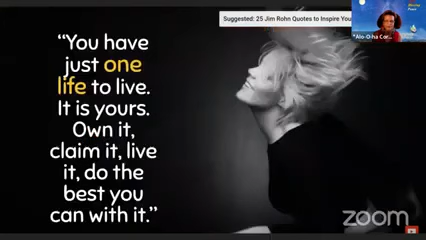 Suggested: 25 Jim Rohn Quotes to Inspire You
“You have
just one
life to live.
It is yours.
Own it,
claim it, live
it, do the
best you
can with it.”
zoom